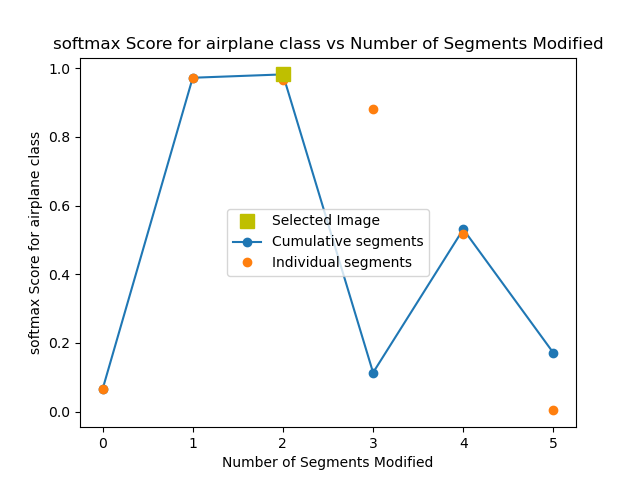 softmax Score for airplane class vs Number of Segments Modified
softmax Score for airplane class
1.0
0.8
0.6
0.4
0.2
0.0
Selected Image
Cumulative segments
Individual segments
0 1 2 3 4 5
Number of Segments Modified